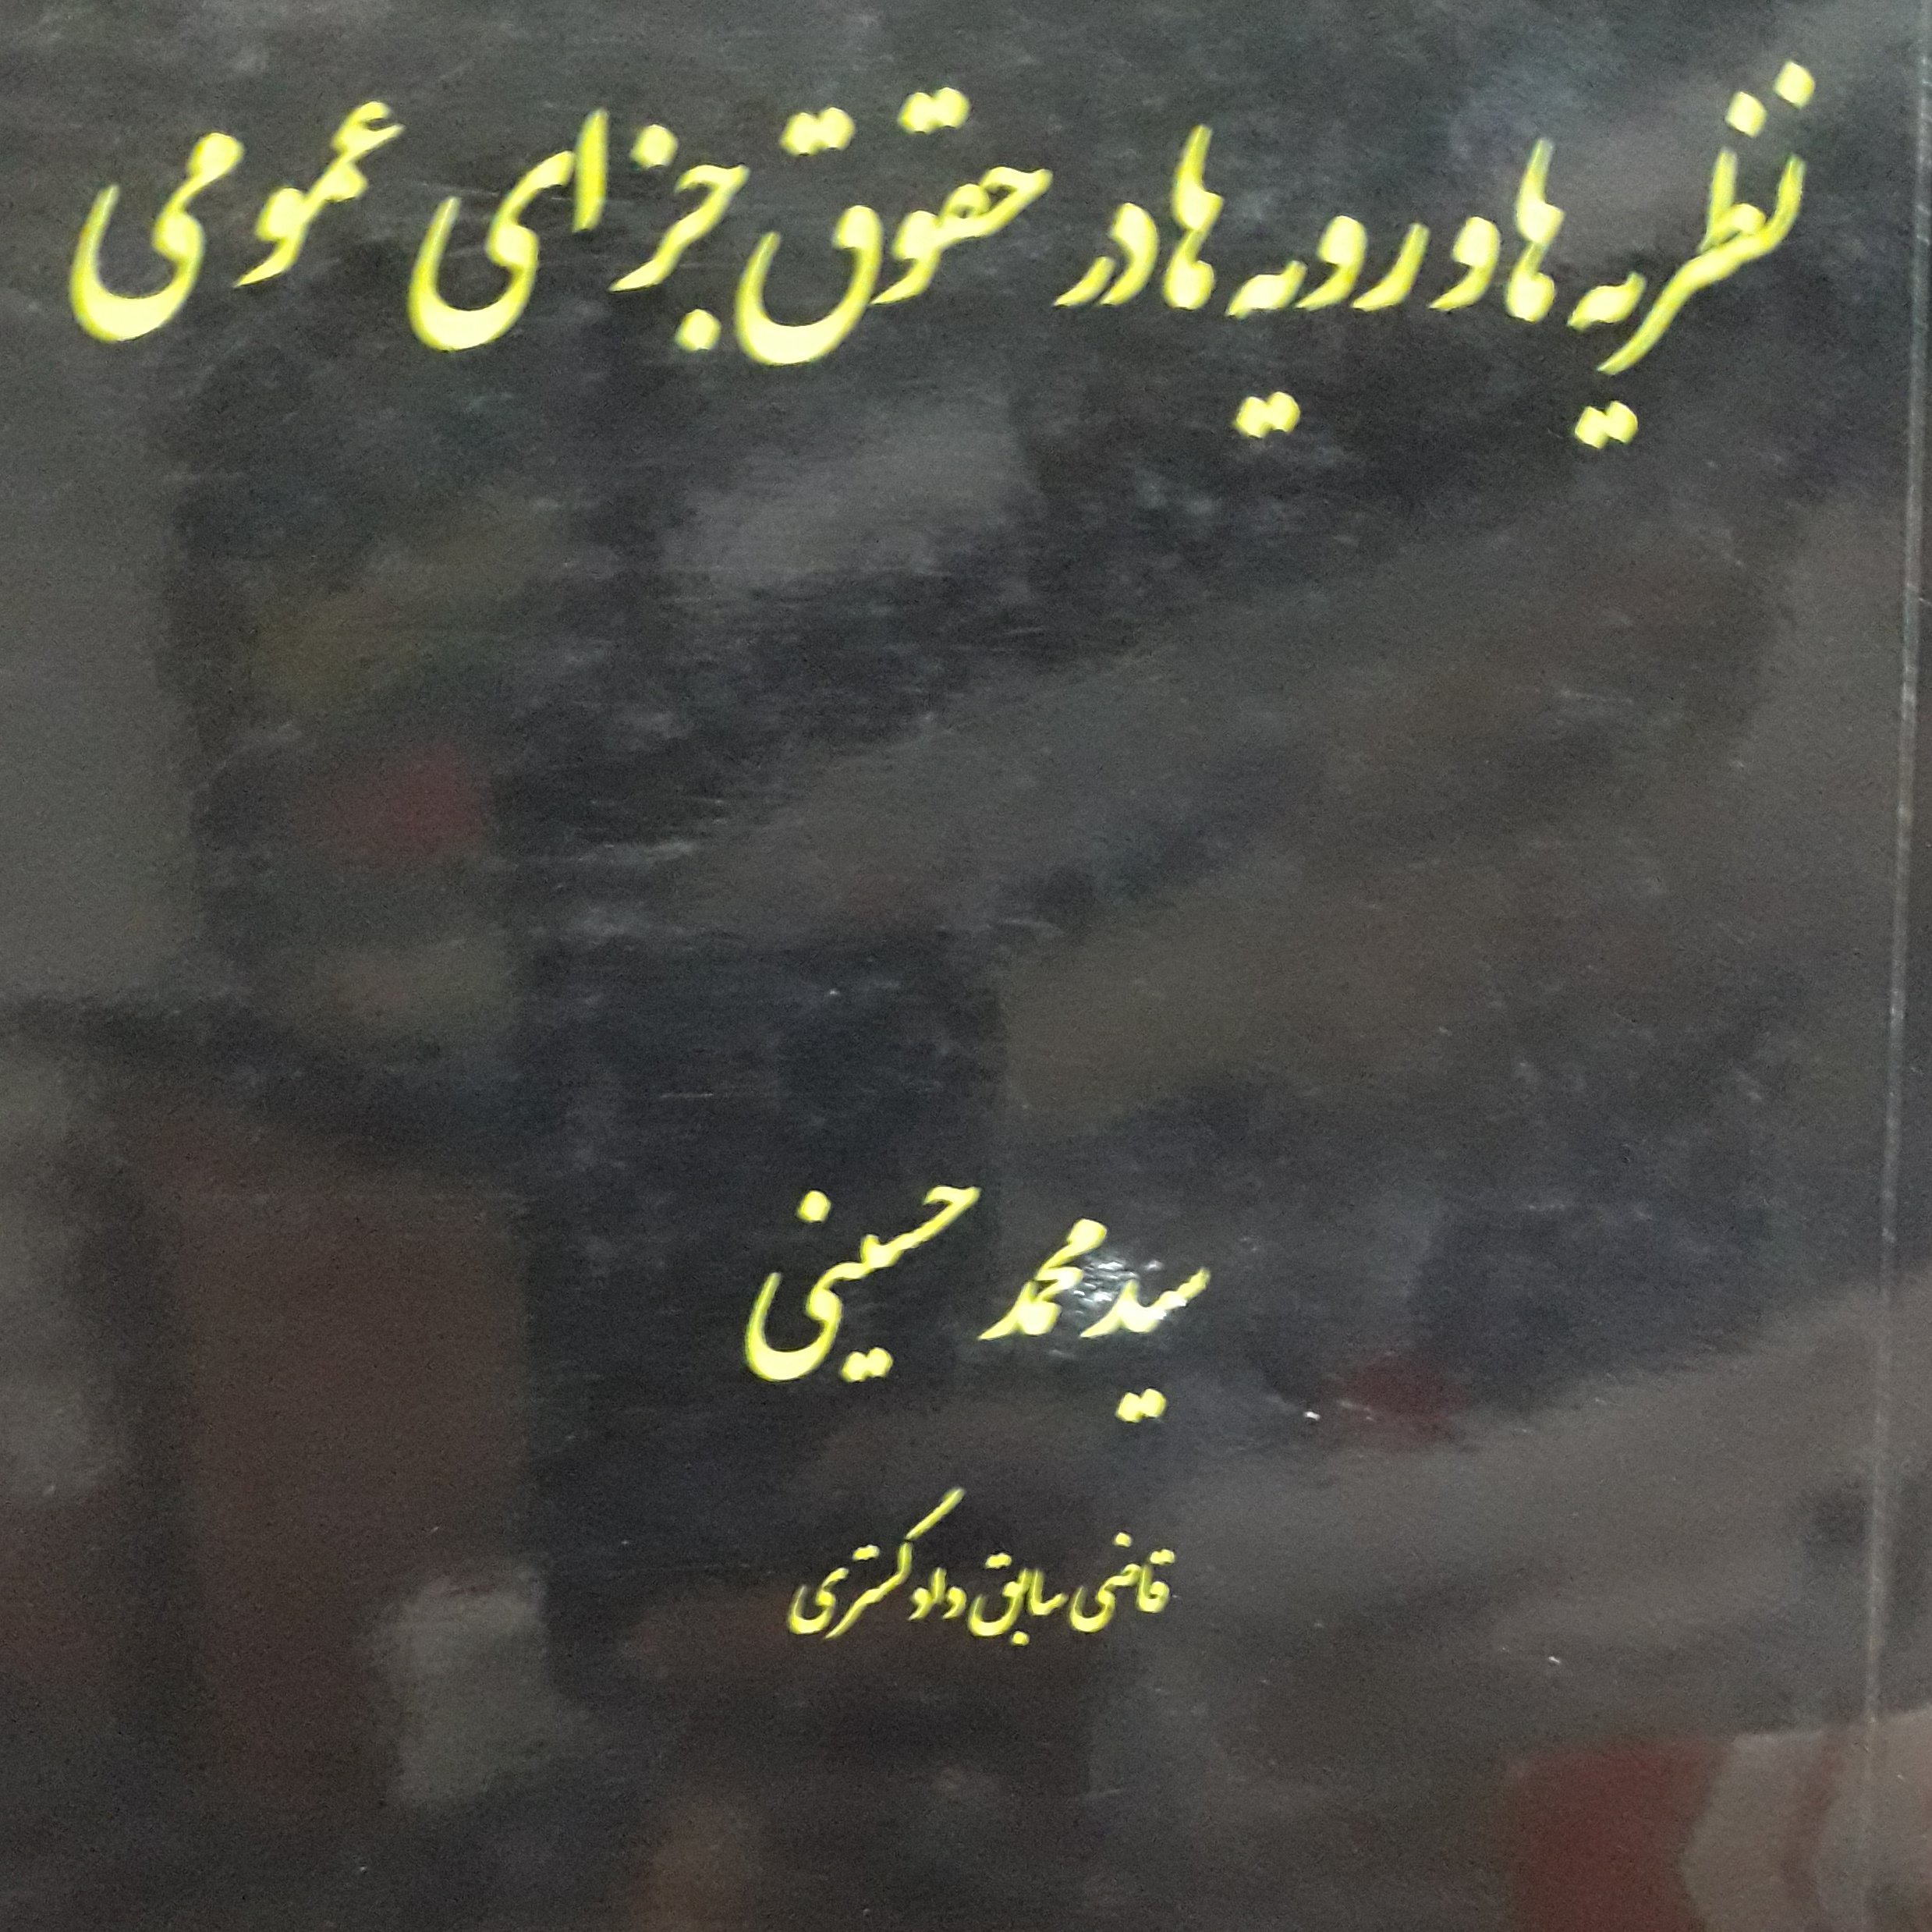 نظریه ها و رویه ها در حقوق جزای عمومی
سید محمد حسینی
قاضی سابق دادگستری